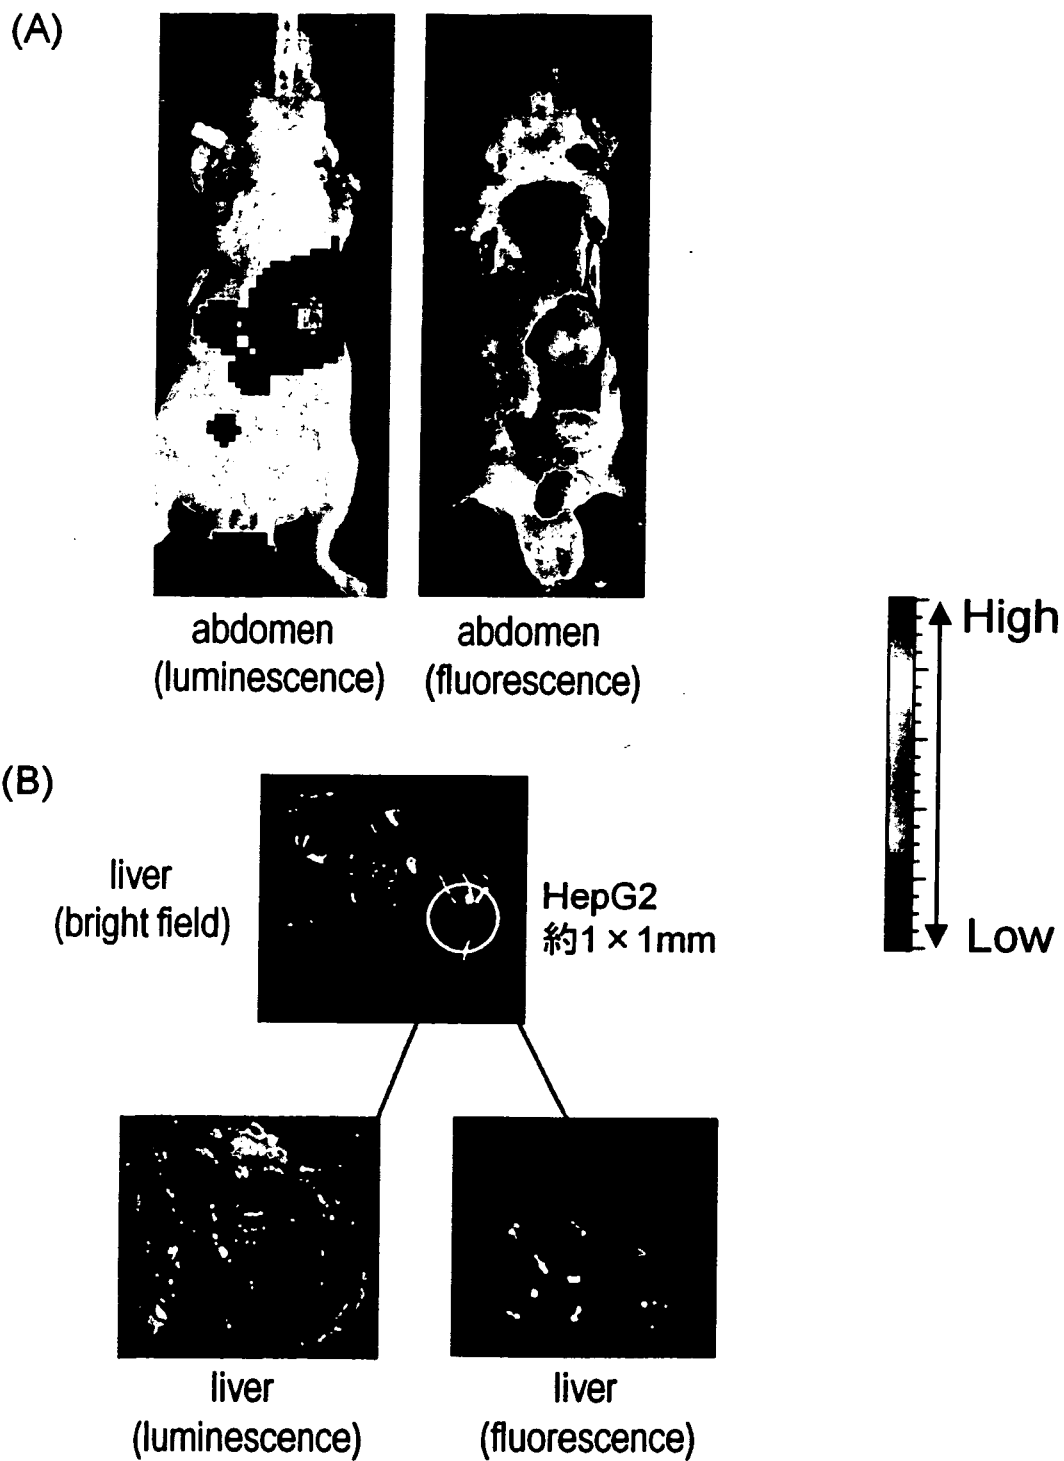 (A)
abdomen
(luminescence)
abdomen
(fluorescence)
High
Low
(B)
liver
(bright field)
HepG2
約1×1mm
liver
(luminescence)
liver
(fluorescence)